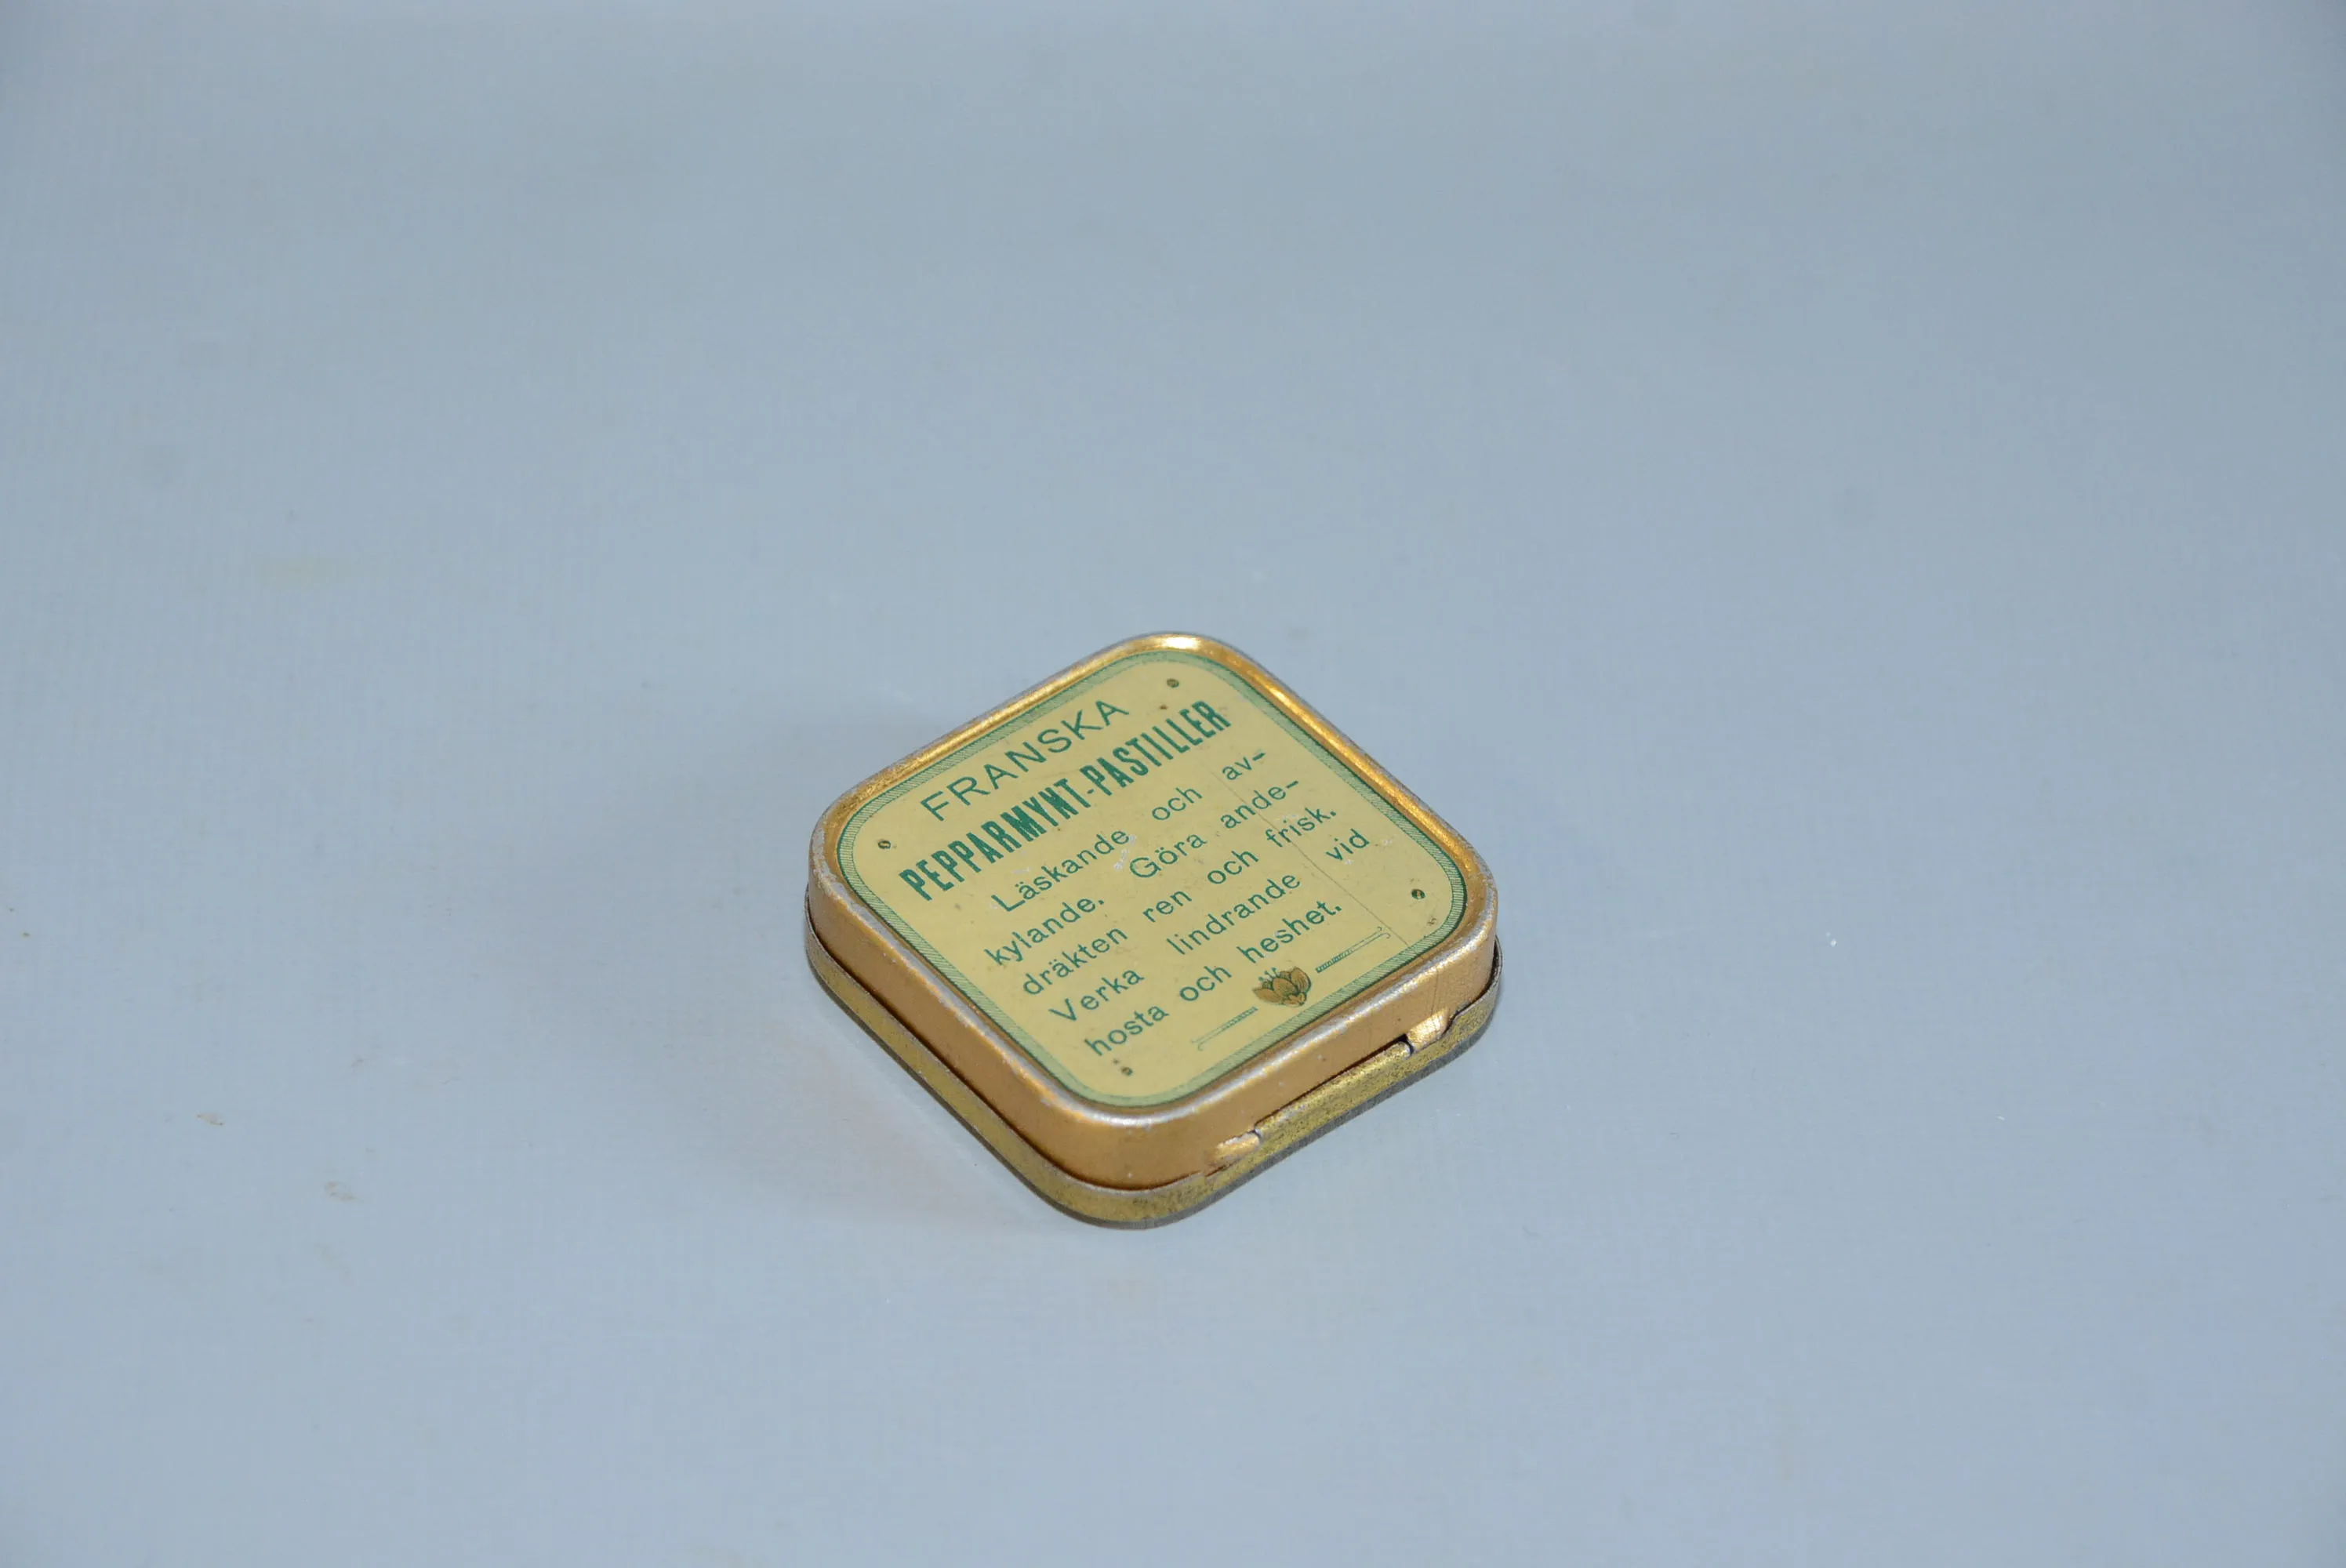 FRANSKA
PEPPARMYNT-PASTILLER
Läskande och av-
kylande. Göra ande-
dräkten ren och frisk.
Verka lindrande vid
hosta och heshet.